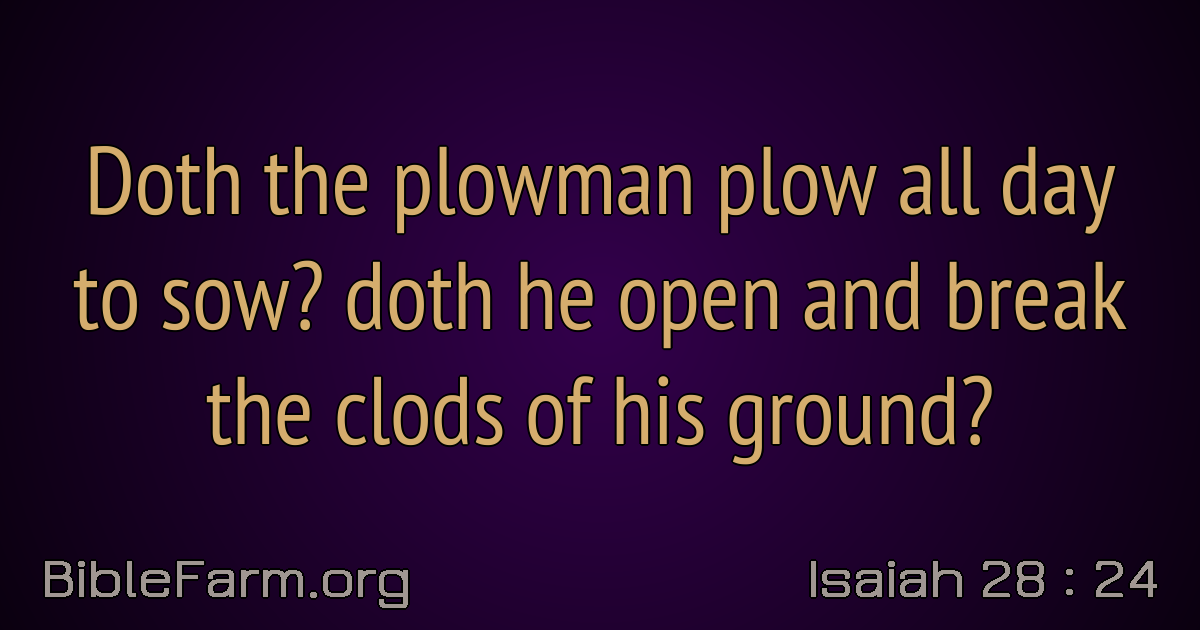 Doth the plowman plow all day
to sow? doth he open and break
the clods of his ground?
BibleFarm.org
Isaiah 28 : 24